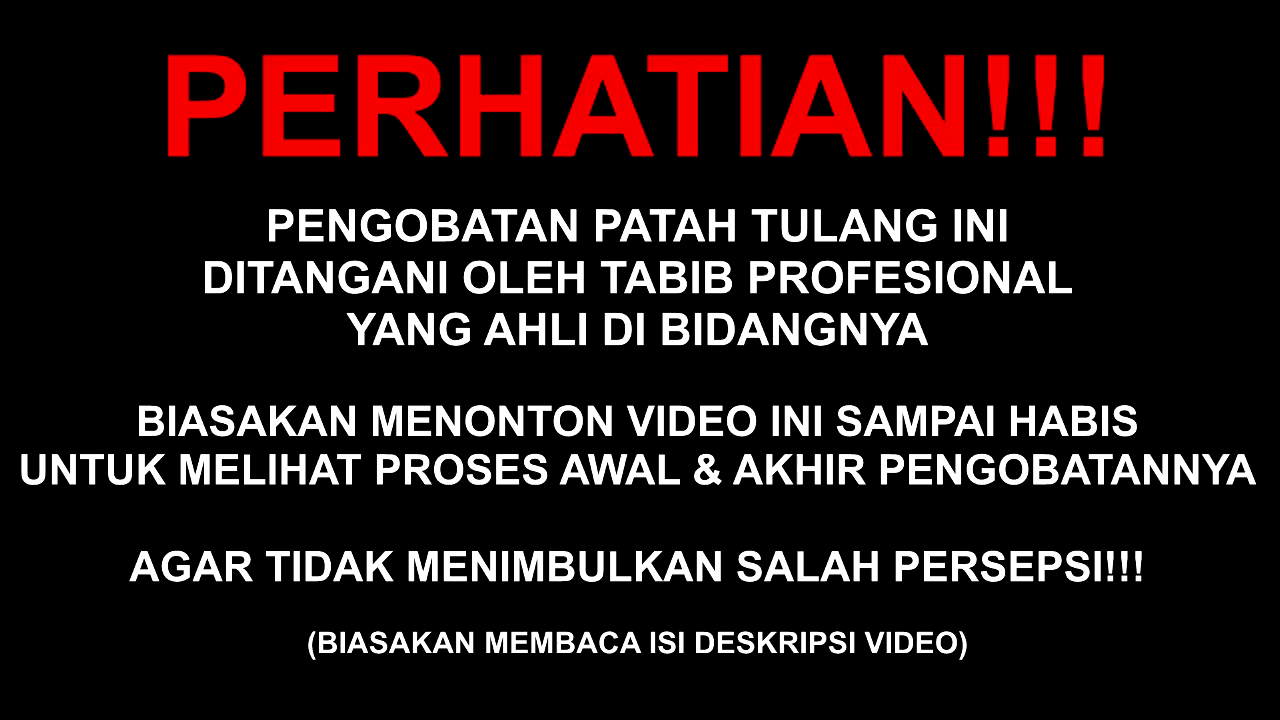 PERHATIAN!!!
PENGOBATAN PATAH TULANG INI
DITANGANI OLEH TABIB PROFESIONAL
YANG AHLI DI BIDANGNYA
BIASAKAN MENONTON VIDEO INI SAMPAI HABIS
UNTUK MELIHAT PROSES AWAL & AKHIR PENGOBATANNYA
AGAR TIDAK MENIMBULKAN SALAH PERSEPSI!!!
(BIASAKAN MEMBACA ISI DESKRIPSI VIDEO)